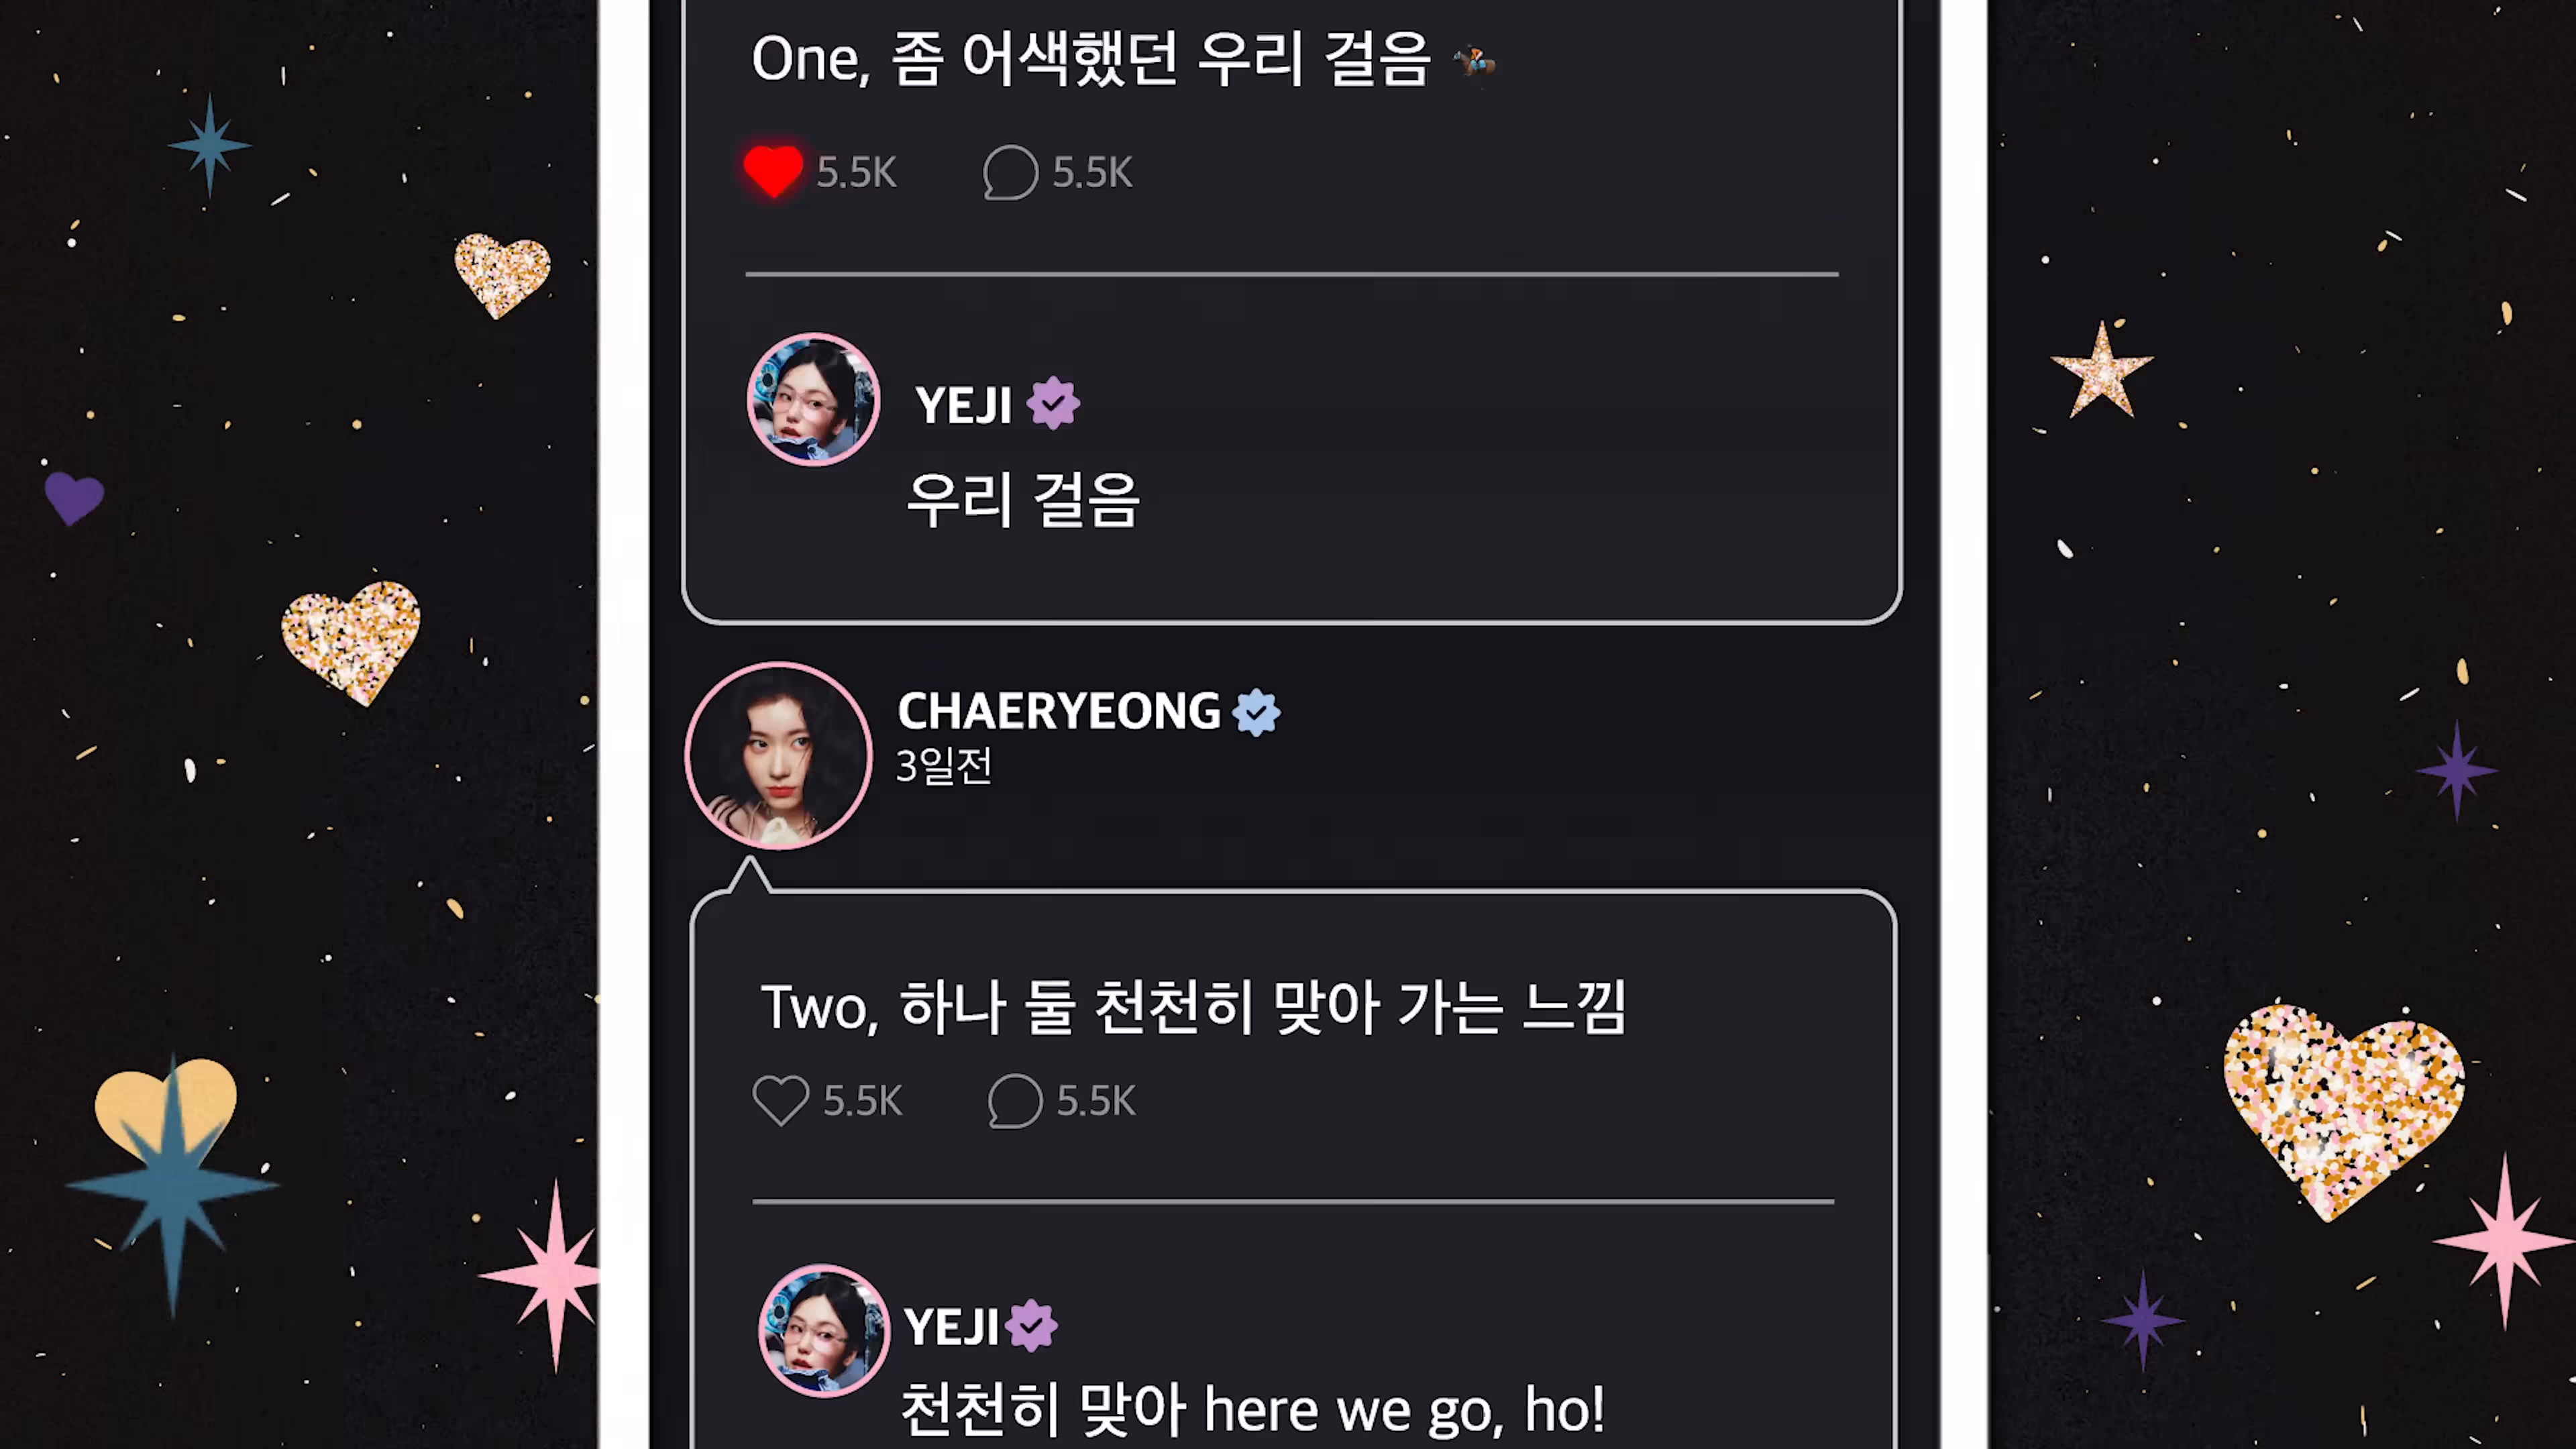 One, 좀 어색했던 우리 걸음 🏇
5.5K 5.5K
YEJI
우리 걸음
CHAERYEONG
3일전
Two, 하나 둘 천천히 맞아 가는 느낌
5.5K 5.5K
YEJI
천천히 맞아 here we go, ho!